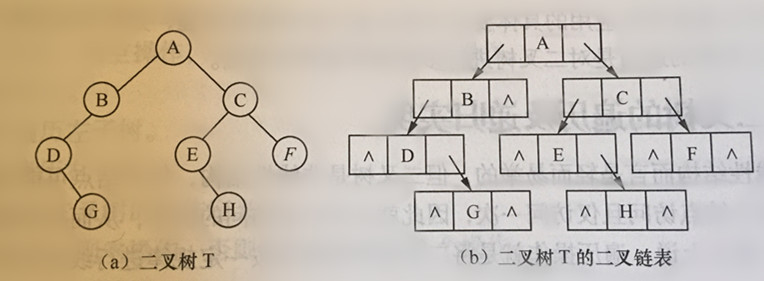 A
A
B
C
B ∧
C
D
E
F
∧ D
∧ E
∧ F ∧
G
H
∧ G ∧
∧ H ∧
(a) 二叉树 T
(b) 二叉树 T 的二叉链表